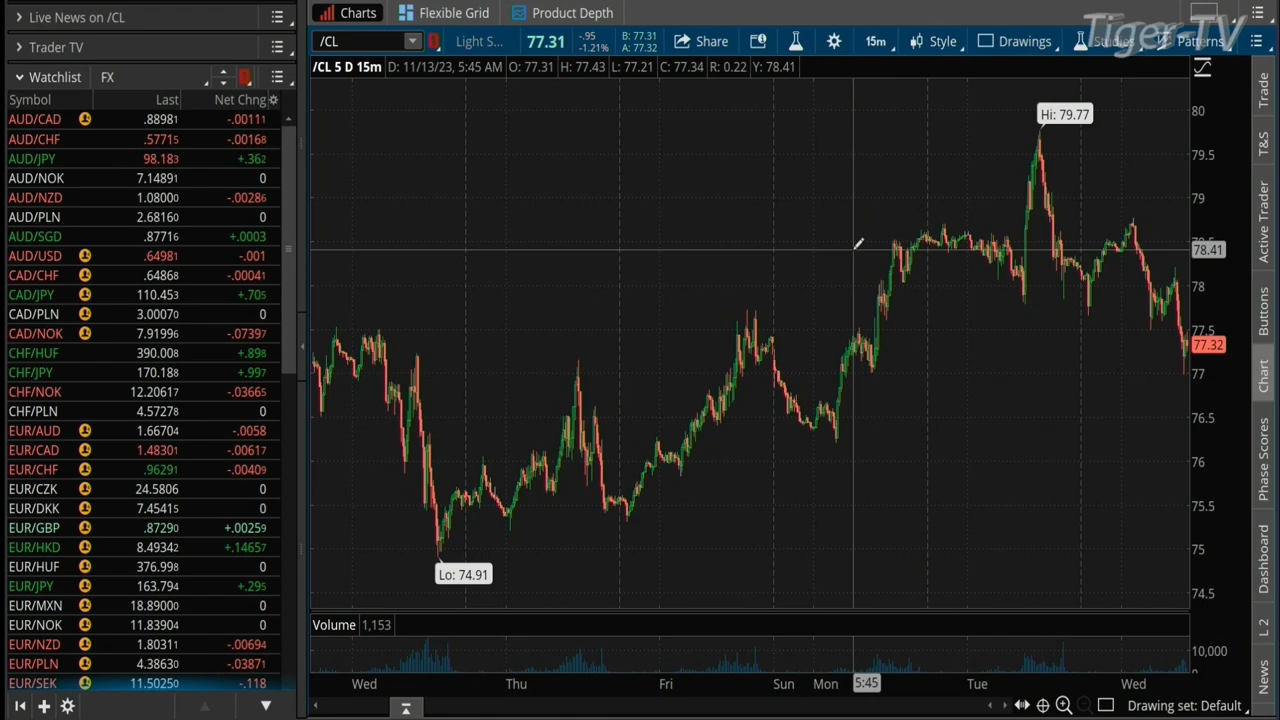 Live News on /CL
Trader TV
Watchlist FX
Symbol Last Net Chng
AUD/CAD .88981 -.00111
AUD/CHF .57715 -.00168
AUD/JPY 98.183 +.362
AUD/NOK 7.14891 0
AUD/NZD 1.08000 -.00286
AUD/PLN 2.68160 0
AUD/SGD .87716 +.0003
AUD/USD .64981 -.001
CAD/CHF .64868 -.00041
CAD/JPY 110.453 +.705
CAD/PLN 3.00070 0
CAD/NOK 7.91996 -.07397
CHF/HUF 390.008 +.898
CHF/JPY 170.188 +.997
CHF/NOK 12.20617 -.03665
CHF/PLN 4.57278 0
EUR/AUD 1.66704 -.0058
EUR/CAD 1.48301 -.00617
EUR/CHF .96291 -.00409
EUR/CZK 24.5806 0
EUR/DKK 7.45415 0
EUR/GBP .87290 +.00259
EUR/HKD 8.49342 +.14657
EUR/HUF 376.998 0
EUR/JPY 163.794 +.295
EUR/MXN 18.89000 0
EUR/NOK 11.83904 0
EUR/NZD 1.80311 -.00694
EUR/PLN 4.38630 -.03871
EUR/SEK 11.50250 -.118
Charts Flexible Grid Product Depth
Tiger-TV
/CL Light S... 77.31 -.95 -1.21% B: 77.31 A: 77.32 Share 15m Style Drawings Studies Patterns
/CL 5 D 15m D: 11/13/23, 5:45 AM O: 77.31 H: 77.43 L: 77.21 C: 77.34 R: 0.22 Y: 78.41
Hi: 79.77
Lo: 74.91
80
79.5
79
78.5
78.41
78
77.5
77.32
77
76.5
76
75.5
75
74.5
Volume 1,153
10,000
0
Wed Thu Fri Sun Mon 5:45 Tue Wed
Drawing set: Default
Trade
T&S
Active Trader
Buttons
Chart
Phase Scores
Dashboard
L 2
News